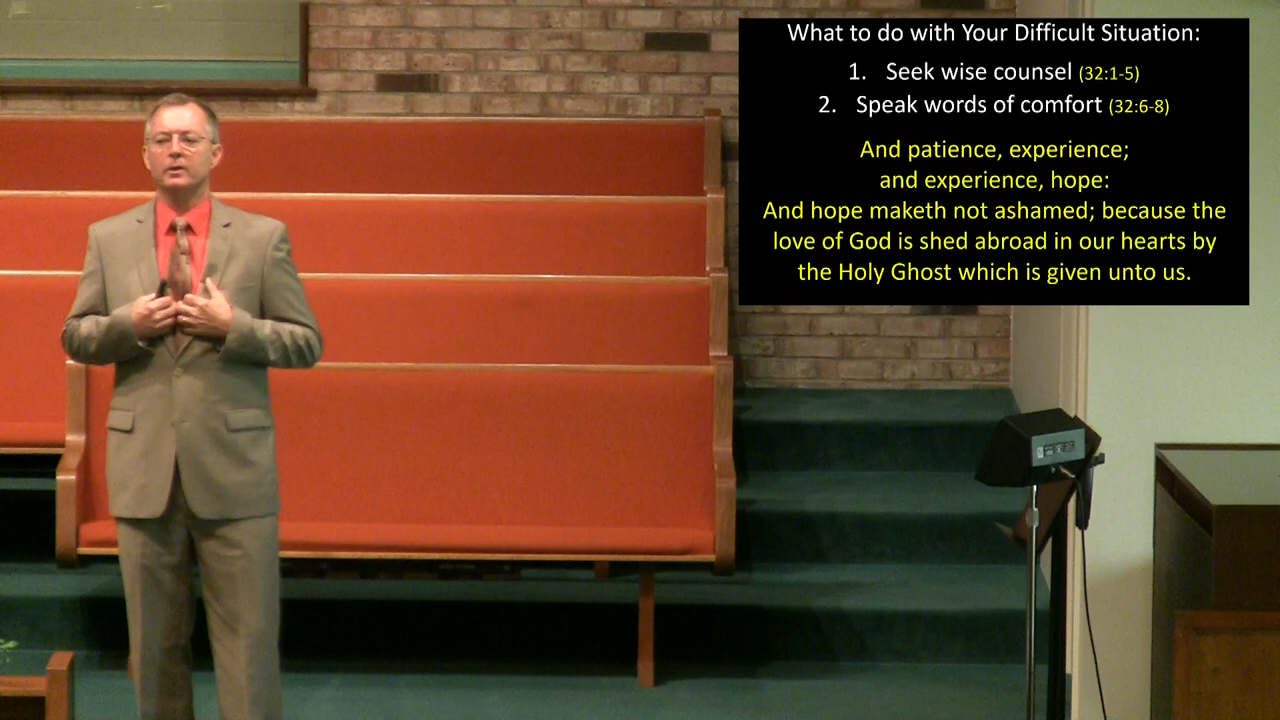 What to do with Your Difficult Situation:
1. Seek wise counsel (32:1-5)
2. Speak words of comfort (32:6-8)
And patience, experience;
and experience, hope:
And hope maketh not ashamed; because the
love of God is shed abroad in our hearts by
the Holy Ghost which is given unto us.